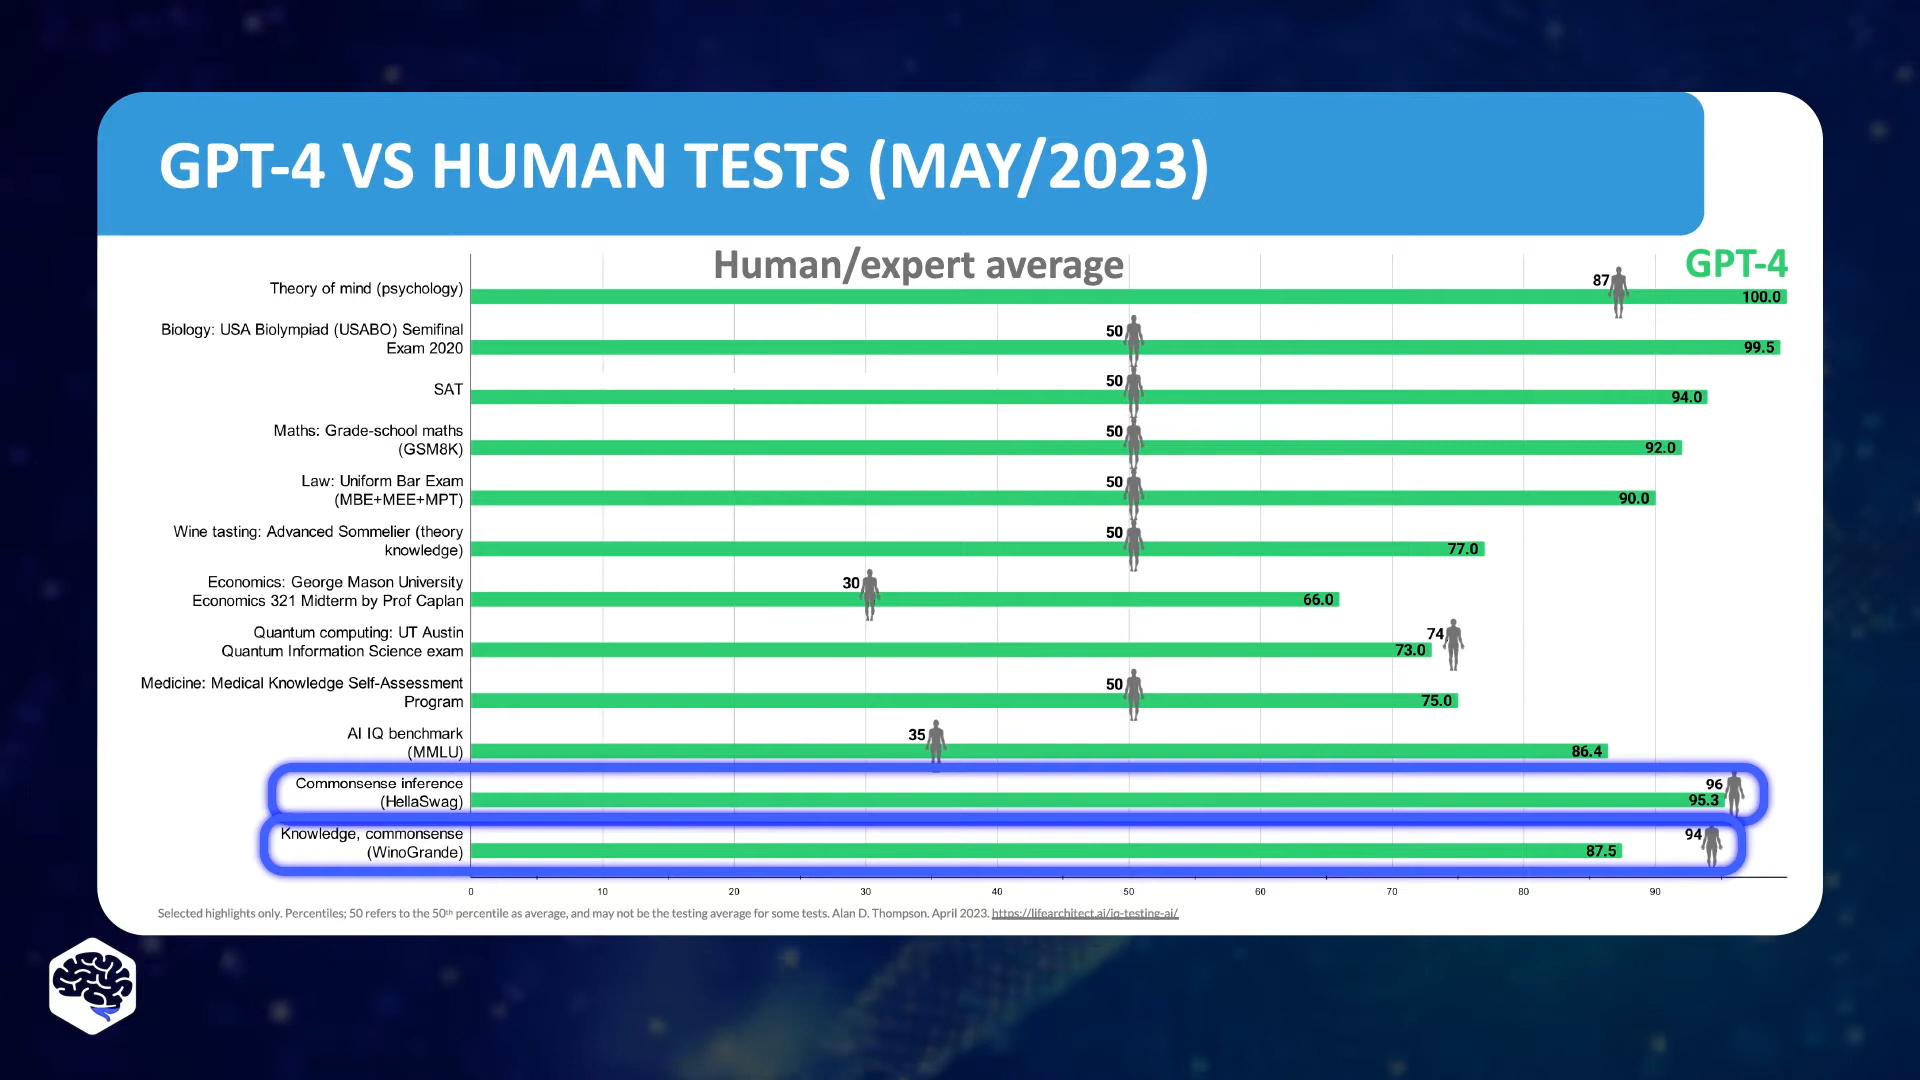 GPT-4 VS HUMAN TESTS (MAY/2023)
Human/expert average
GPT-4
Theory of mind (psychology)
87
100.0
Biology: USA Biolympiad (USABO) Semifinal
Exam 2020
50
99.5
SAT
50
94.0
Maths: Grade-school maths
(GSM8K)
50
92.0
Law: Uniform Bar Exam
(MBE+MEE+MPT)
50
90.0
Wine tasting: Advanced Sommelier (theory
knowledge)
50
77.0
Economics: George Mason University
Economics 321 Midterm by Prof Caplan
30
66.0
Quantum computing: UT Austin
Quantum Information Science exam
74
73.0
Medicine: Medical Knowledge Self-Assessment
Program
50
75.0
AI IQ benchmark
(MMLU)
35
86.4
Commonsense inference
(HellaSwag)
96
95.3
Knowledge, commonsense
(WinoGrande)
94
87.5
0 10 20 30 40 50 60 70 80 90
Selected highlights only. Percentiles; 50 refers to the 50th percentile as average, and may not be the testing average for some tests. Alan D. Thompson. April 2023. https://lifearchitect.ai/iq-testing-ai/